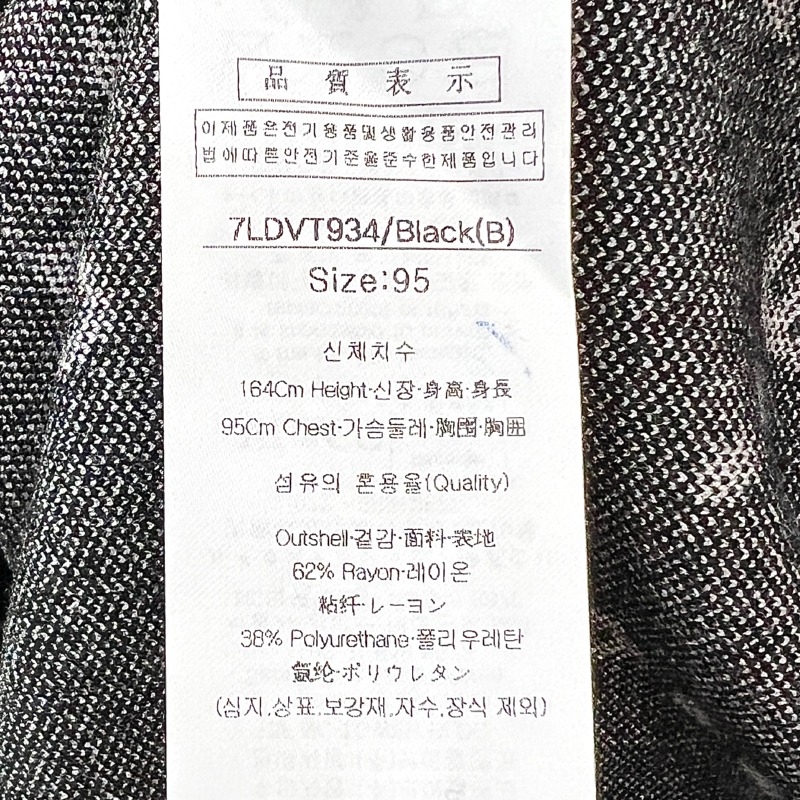 品質表示
이제품은전기용품및생활용품안전관리
법에따른안전기준을준수한제품입니다
7LDVT934/Black(B)
Size:95
신체치수
164Cm Height·신장·身高·身長
95Cm Chest·가슴둘레·胸围·胸囲
섬유의 혼용율(Quality)
Outshell·겉감·面料·表地
62% Rayon·레이온
粘纤·レーヨン
38% Polyurethane·폴리우레탄
氨纶·ポリウレタン
(심지,상표,보강재,자수,장식 제외)